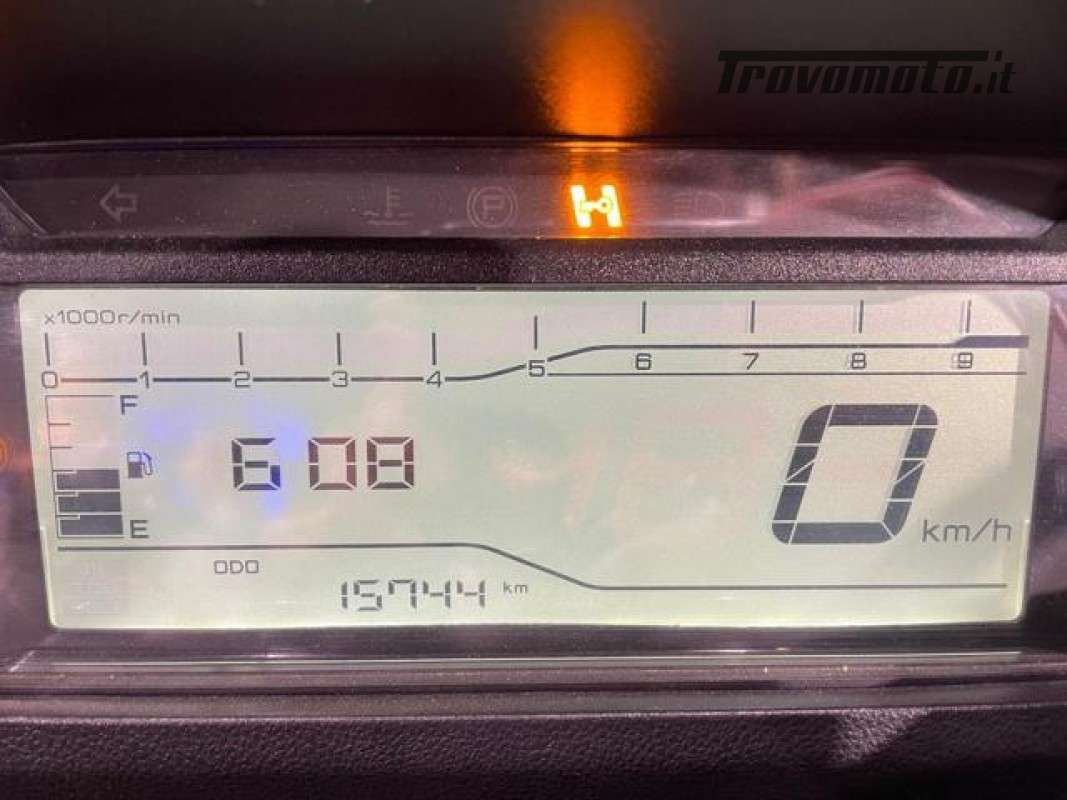 Trovomoto.it
E
P
H
x1000r/min
0 1 2 3 4 5 6 7 8 9
F
608
0
km/h
E
ODO
15744 km